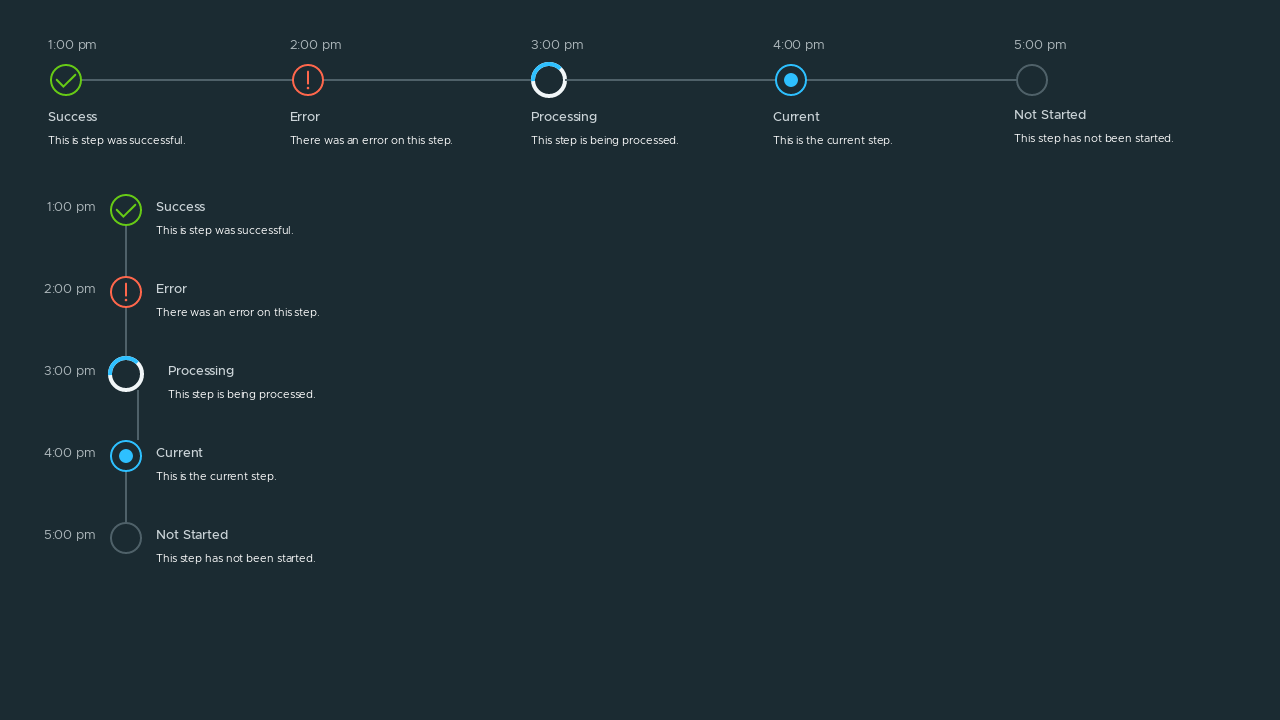 1:00 pm 2:00 pm 3:00 pm 4:00 pm 5:00 pm
Success Error Processing Current Not Started
This is step was successful. There was an error on this step. This step is being processed. This is the current step. This step has not been started.
1:00 pm Success
This is step was successful.
2:00 pm Error
There was an error on this step.
3:00 pm Processing
This step is being processed.
4:00 pm Current
This is the current step.
5:00 pm Not Started
This step has not been started.